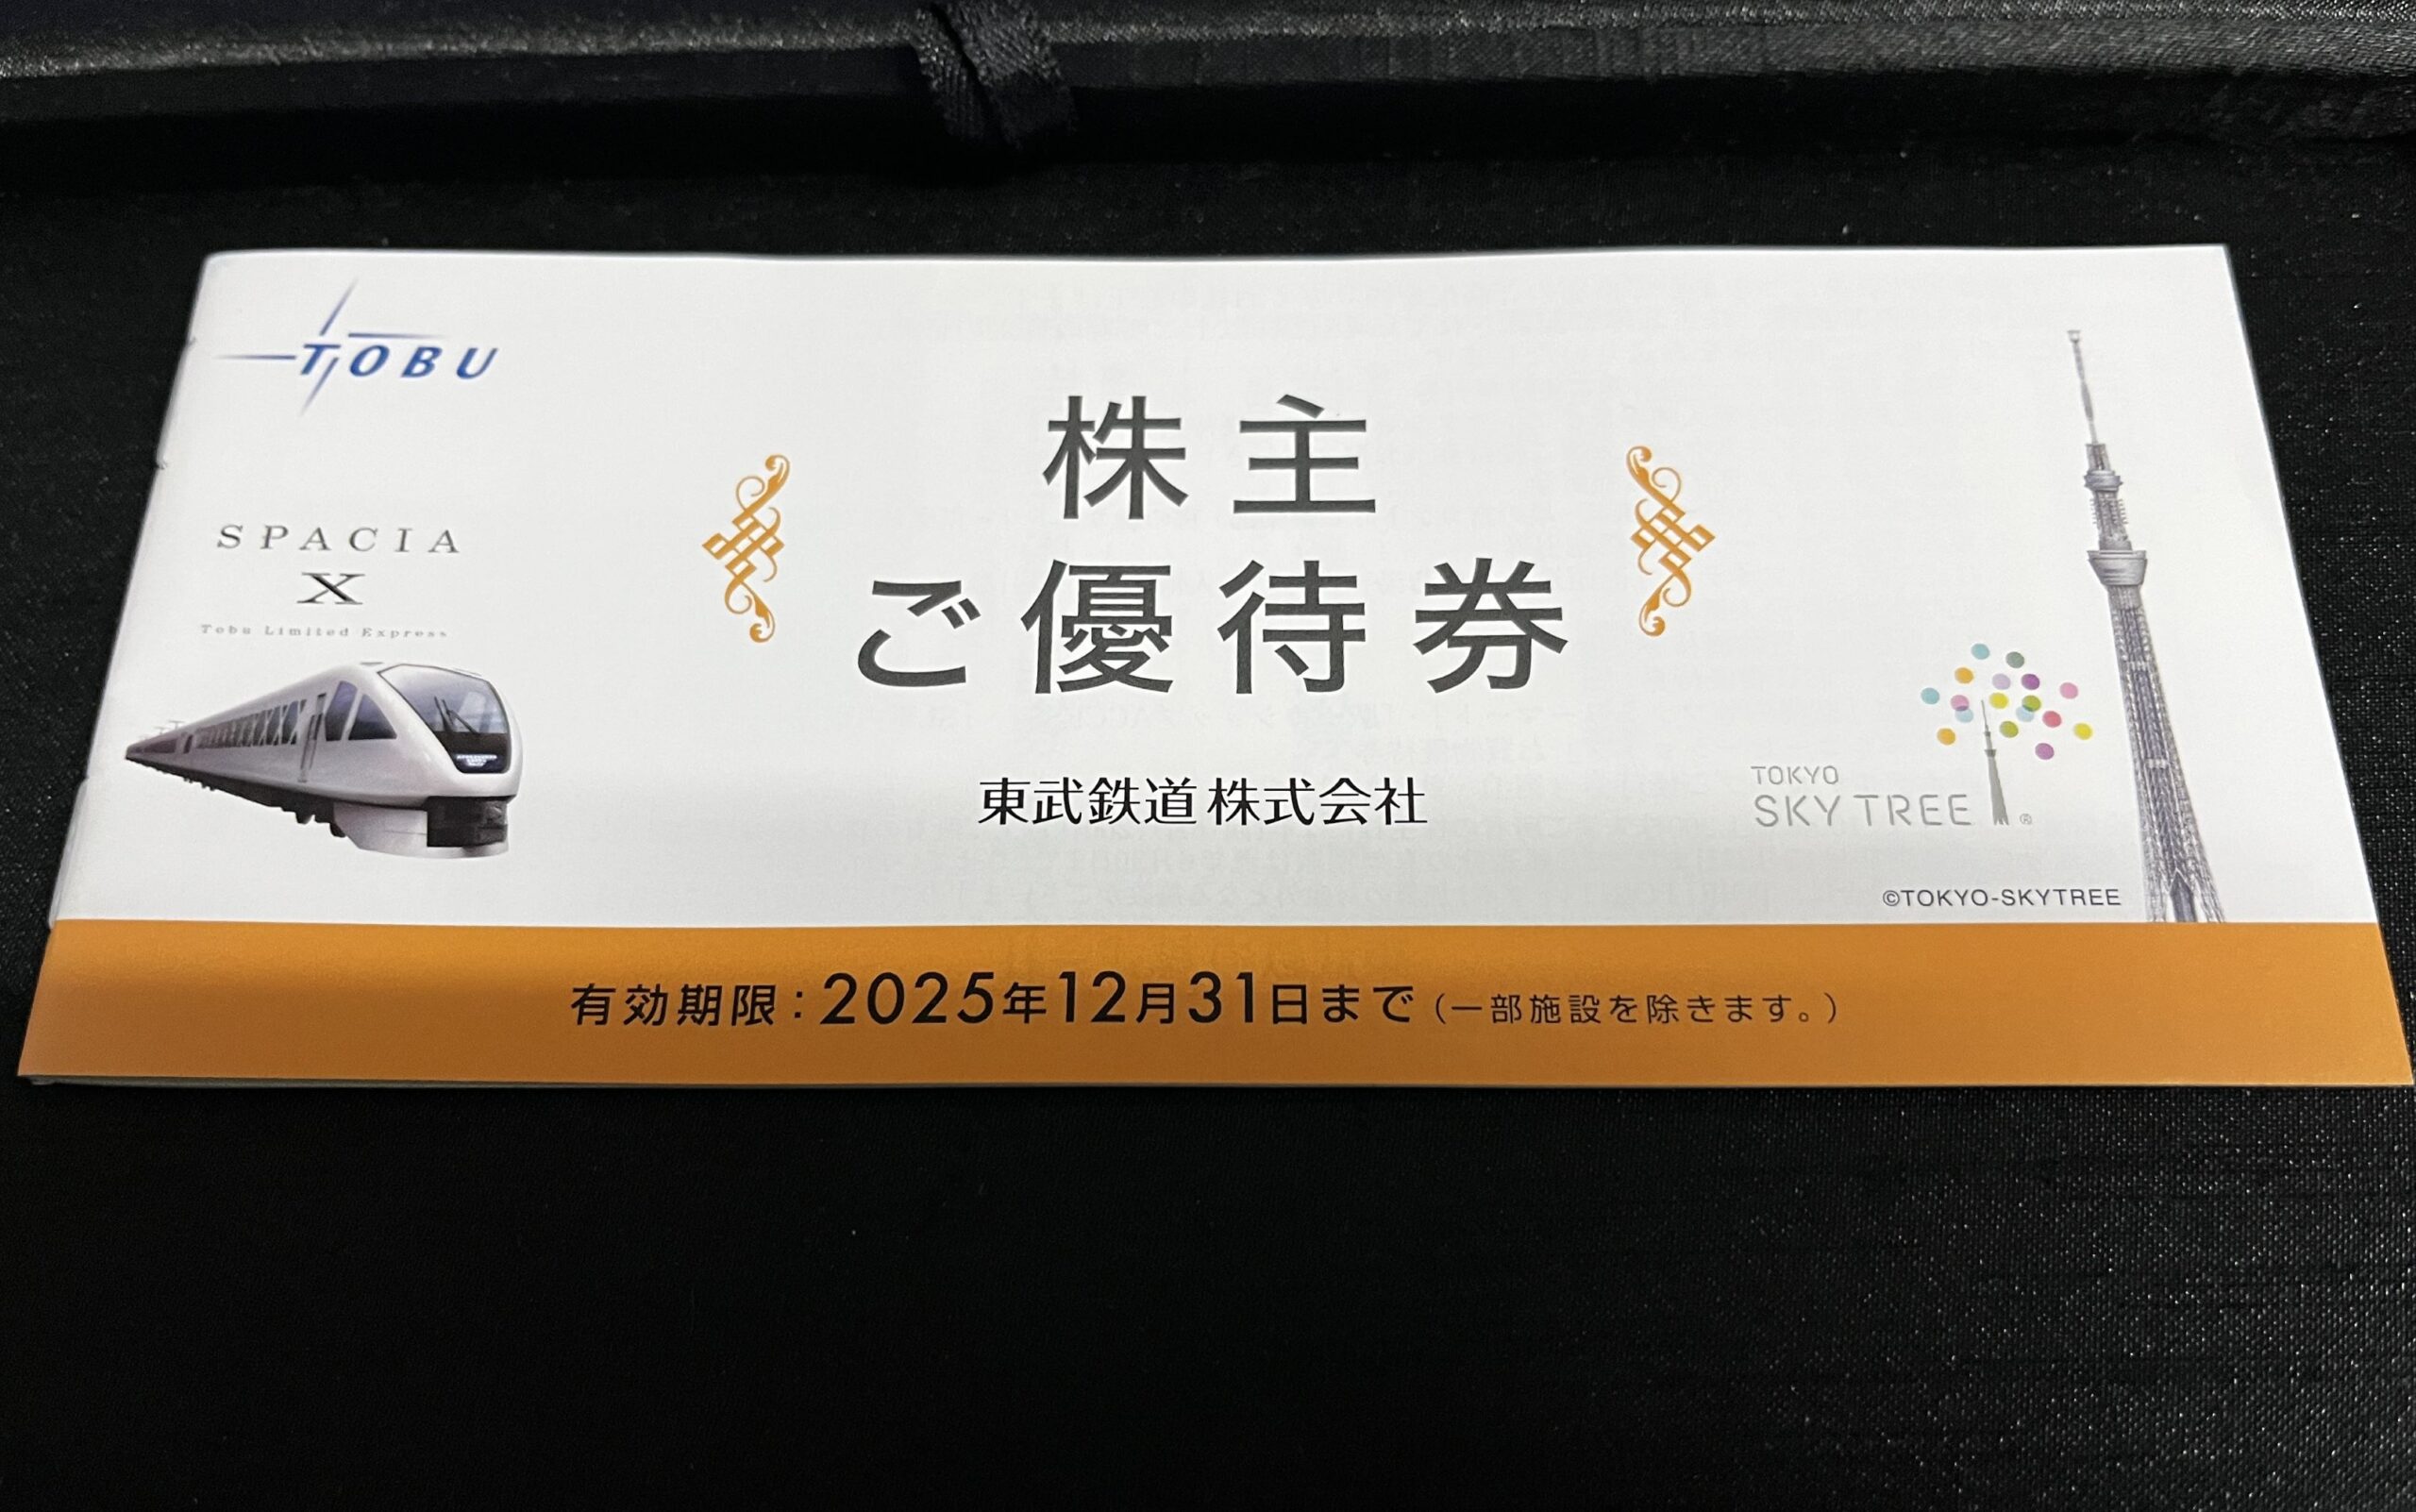 TOBU
SPACIA
X
Tobu Limited Express
株主
ご優待券
東武鉄道株式会社
TOKYO
SKYTREE®
©TOKYO-SKYTREE
有効期限:2025年12月31日まで(一部施設を除きます。)